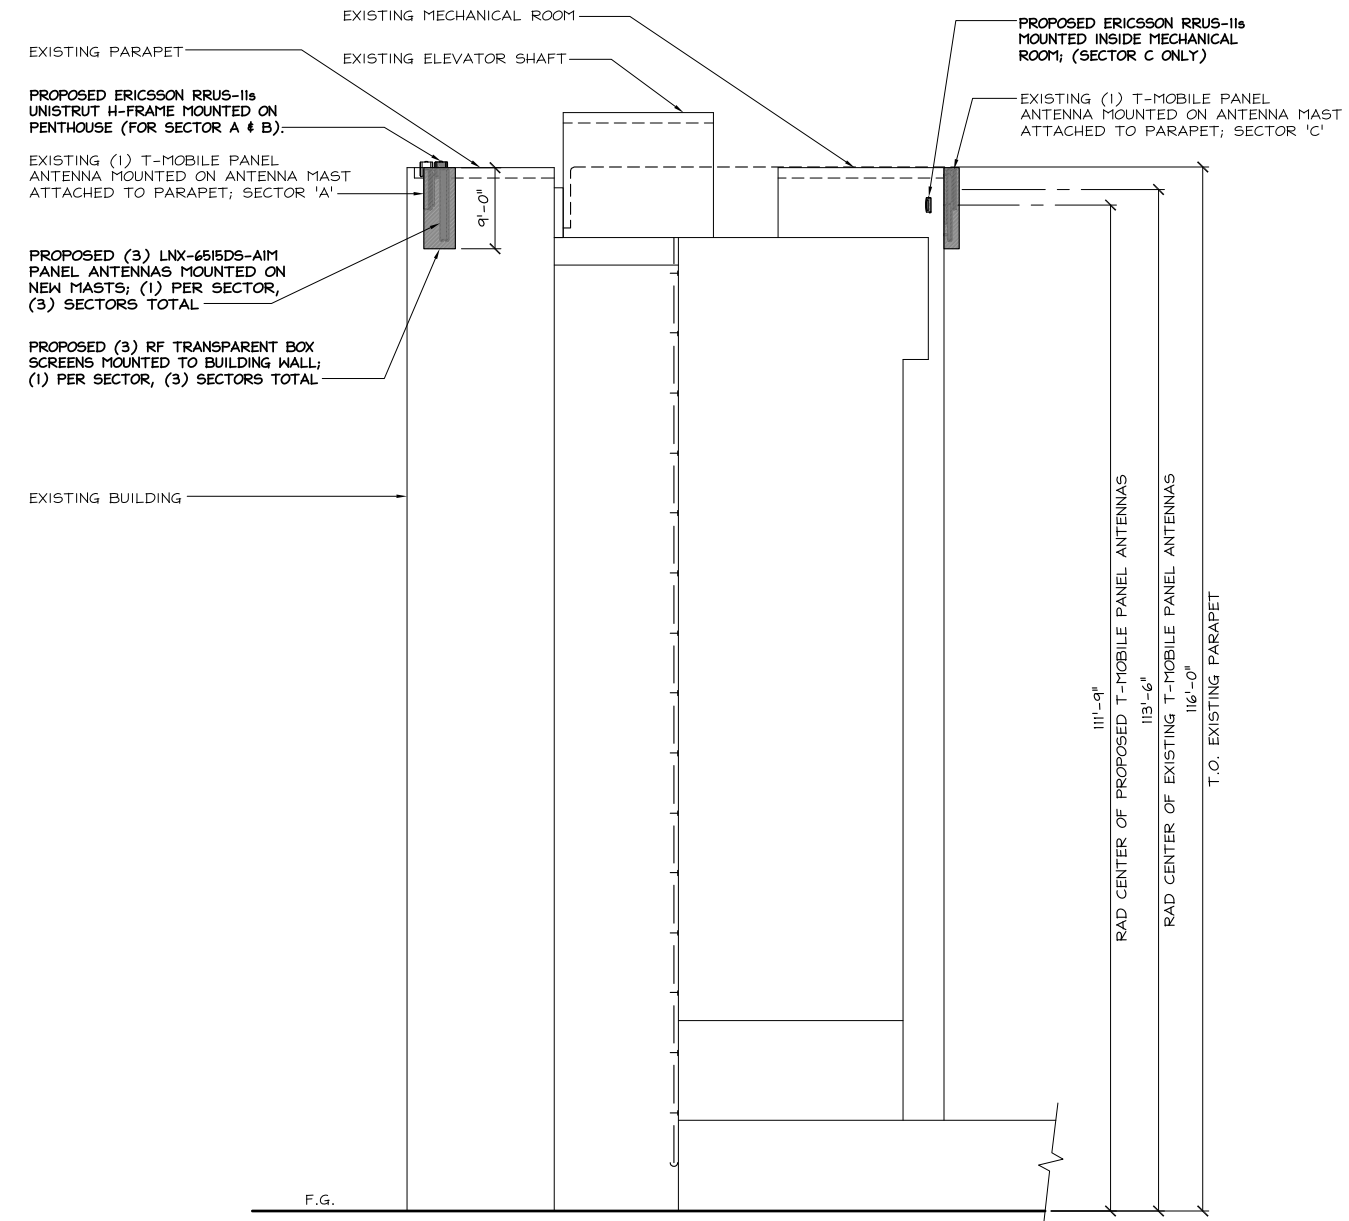 EXISTING MECHANICAL ROOM
EXISTING PARAPET
EXISTING ELEVATOR SHAFT
PROPOSED ERICSSON RRUS-11s
UNISTRUT H-FRAME MOUNTED ON
PENTHOUSE (FOR SECTOR A & B).
EXISTING (1) T-MOBILE PANEL
ANTENNA MOUNTED ON ANTENNA MAST
ATTACHED TO PARAPET; SECTOR 'A'
PROPOSED (3) LNX-6515DS-A1M
PANEL ANTENNAS MOUNTED ON
NEW MASTS; (1) PER SECTOR,
(3) SECTORS TOTAL
PROPOSED (3) RF TRANSPARENT BOX
SCREENS MOUNTED TO BUILDING WALL;
(1) PER SECTOR, (3) SECTORS TOTAL
EXISTING BUILDING
9'-0"
PROPOSED ERICSSON RRUS-11s
MOUNTED INSIDE MECHANICAL
ROOM; (SECTOR C ONLY)
EXISTING (1) T-MOBILE PANEL
ANTENNA MOUNTED ON ANTENNA MAST
ATTACHED TO PARAPET; SECTOR 'C'
111'-9"
RAD CENTER OF PROPOSED T-MOBILE PANEL ANTENNAS
113'-6"
RAD CENTER OF EXISTING T-MOBILE PANEL ANTENNAS
116'-0"
T.O. EXISTING PARAPET
F.G.